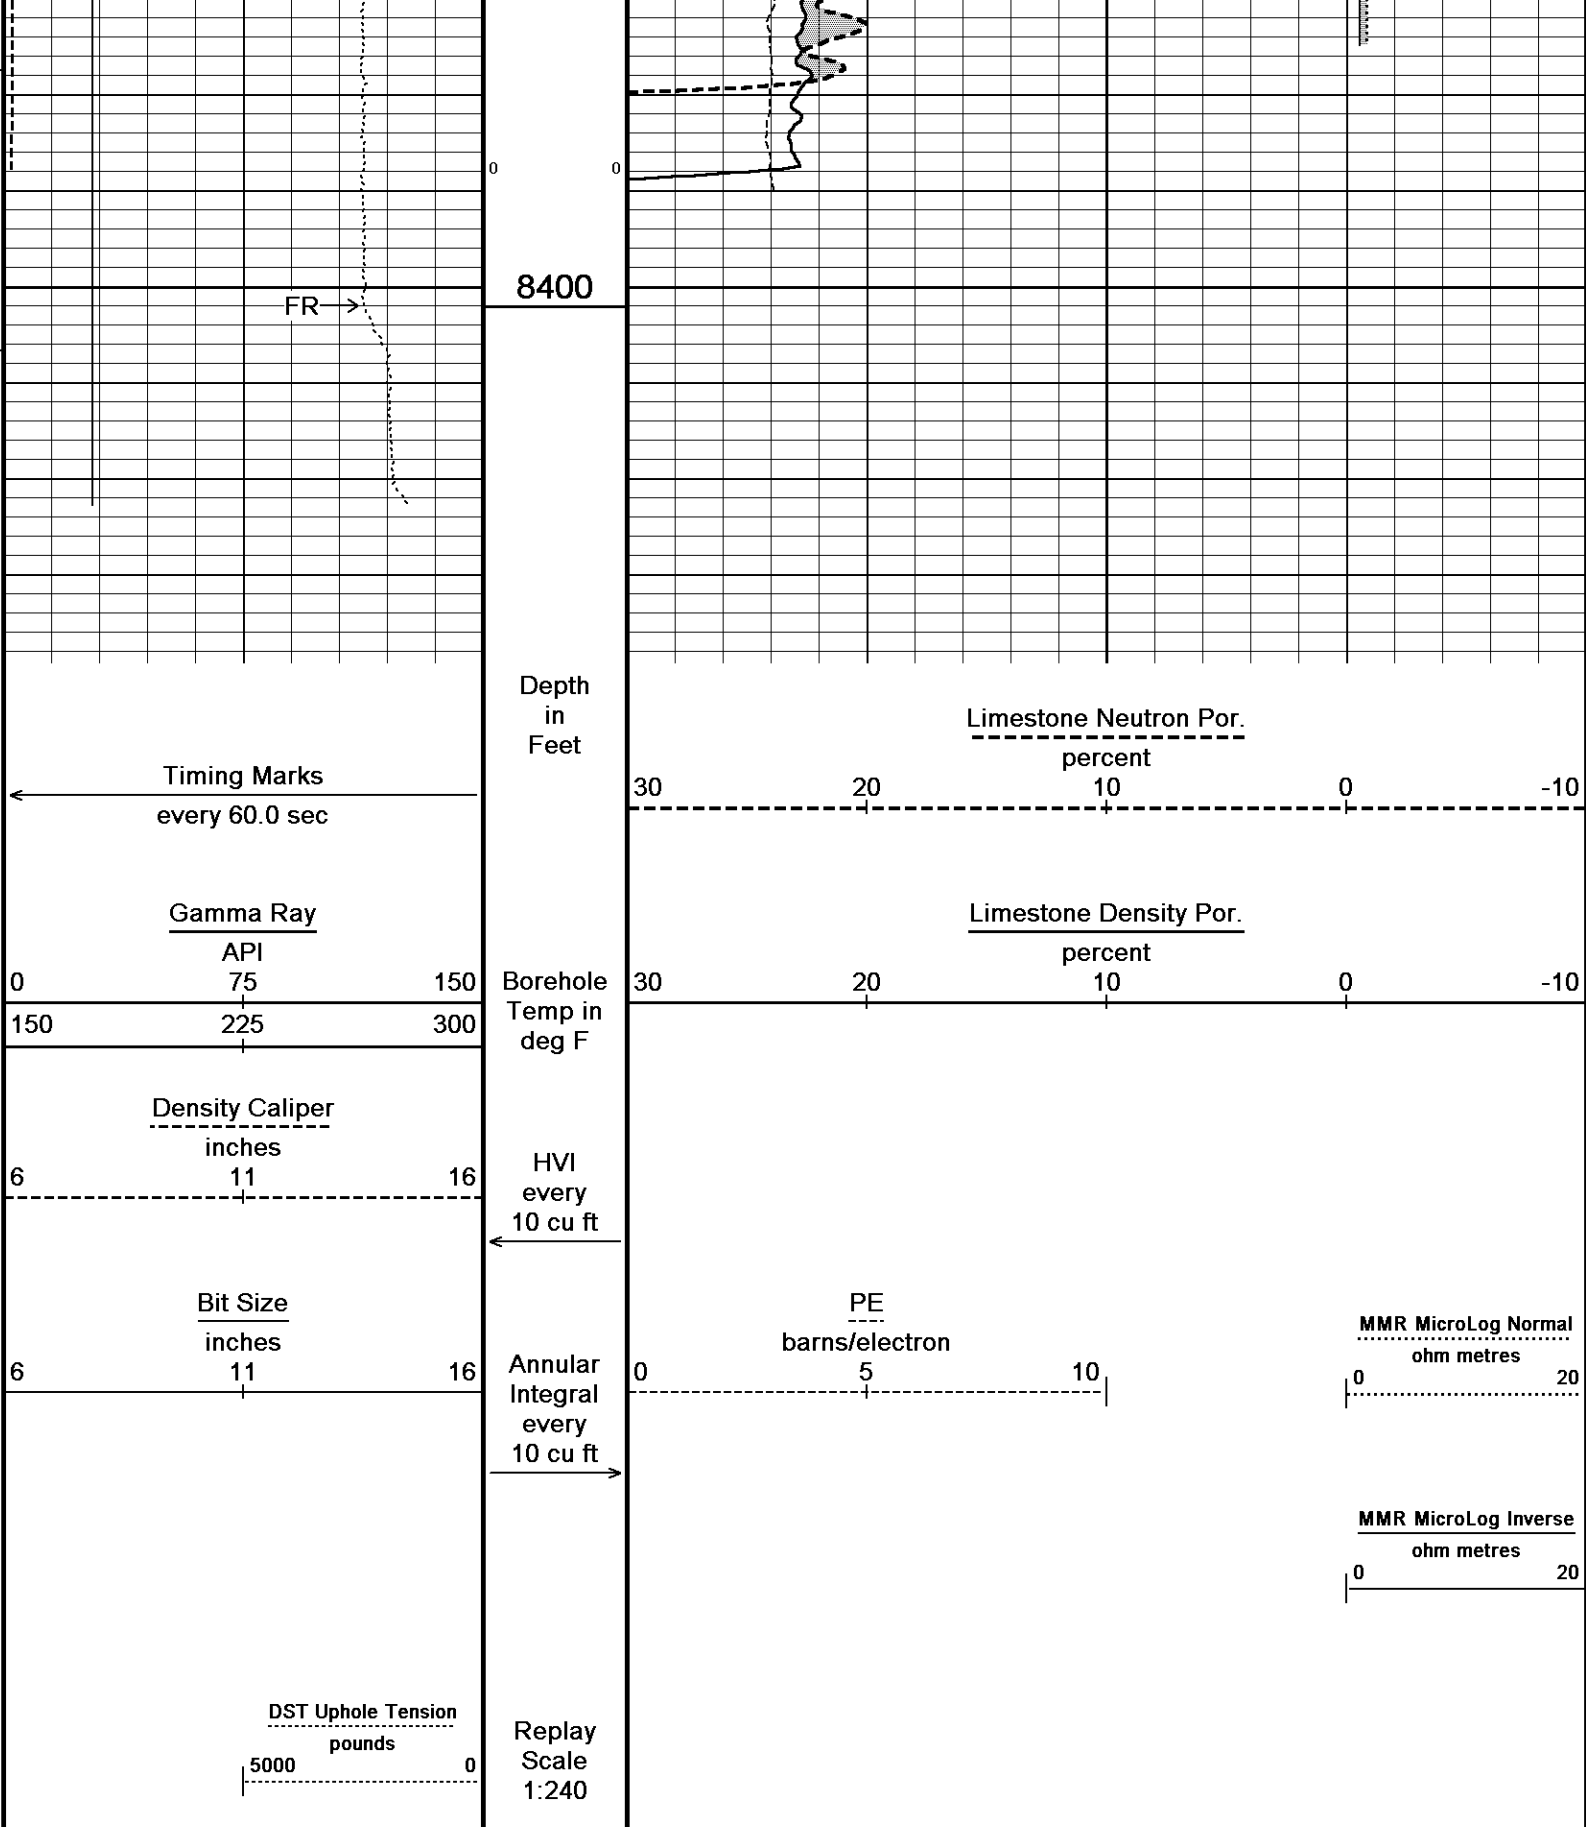 0 0
8400
FR
Depth
in
Feet
Timing Marks
every 60.0 sec
Limestone Neutron Por.
percent
30 20 10 0 -10
Gamma Ray
API
0 75 150
150 225 300
Borehole
Temp in
deg F
Limestone Density Por.
percent
30 20 10 0 -10
Density Caliper
inches
6 11 16
HVI
every
10 cu ft
Bit Size
inches
6 11 16
Annular
Integral
every
10 cu ft
PE
barns/electron
0 5 10
MMR MicroLog Normal
ohm metres
0 20
MMR MicroLog Inverse
ohm metres
0 20
DST Uphole Tension
pounds
5000 0
Replay
Scale
1:240